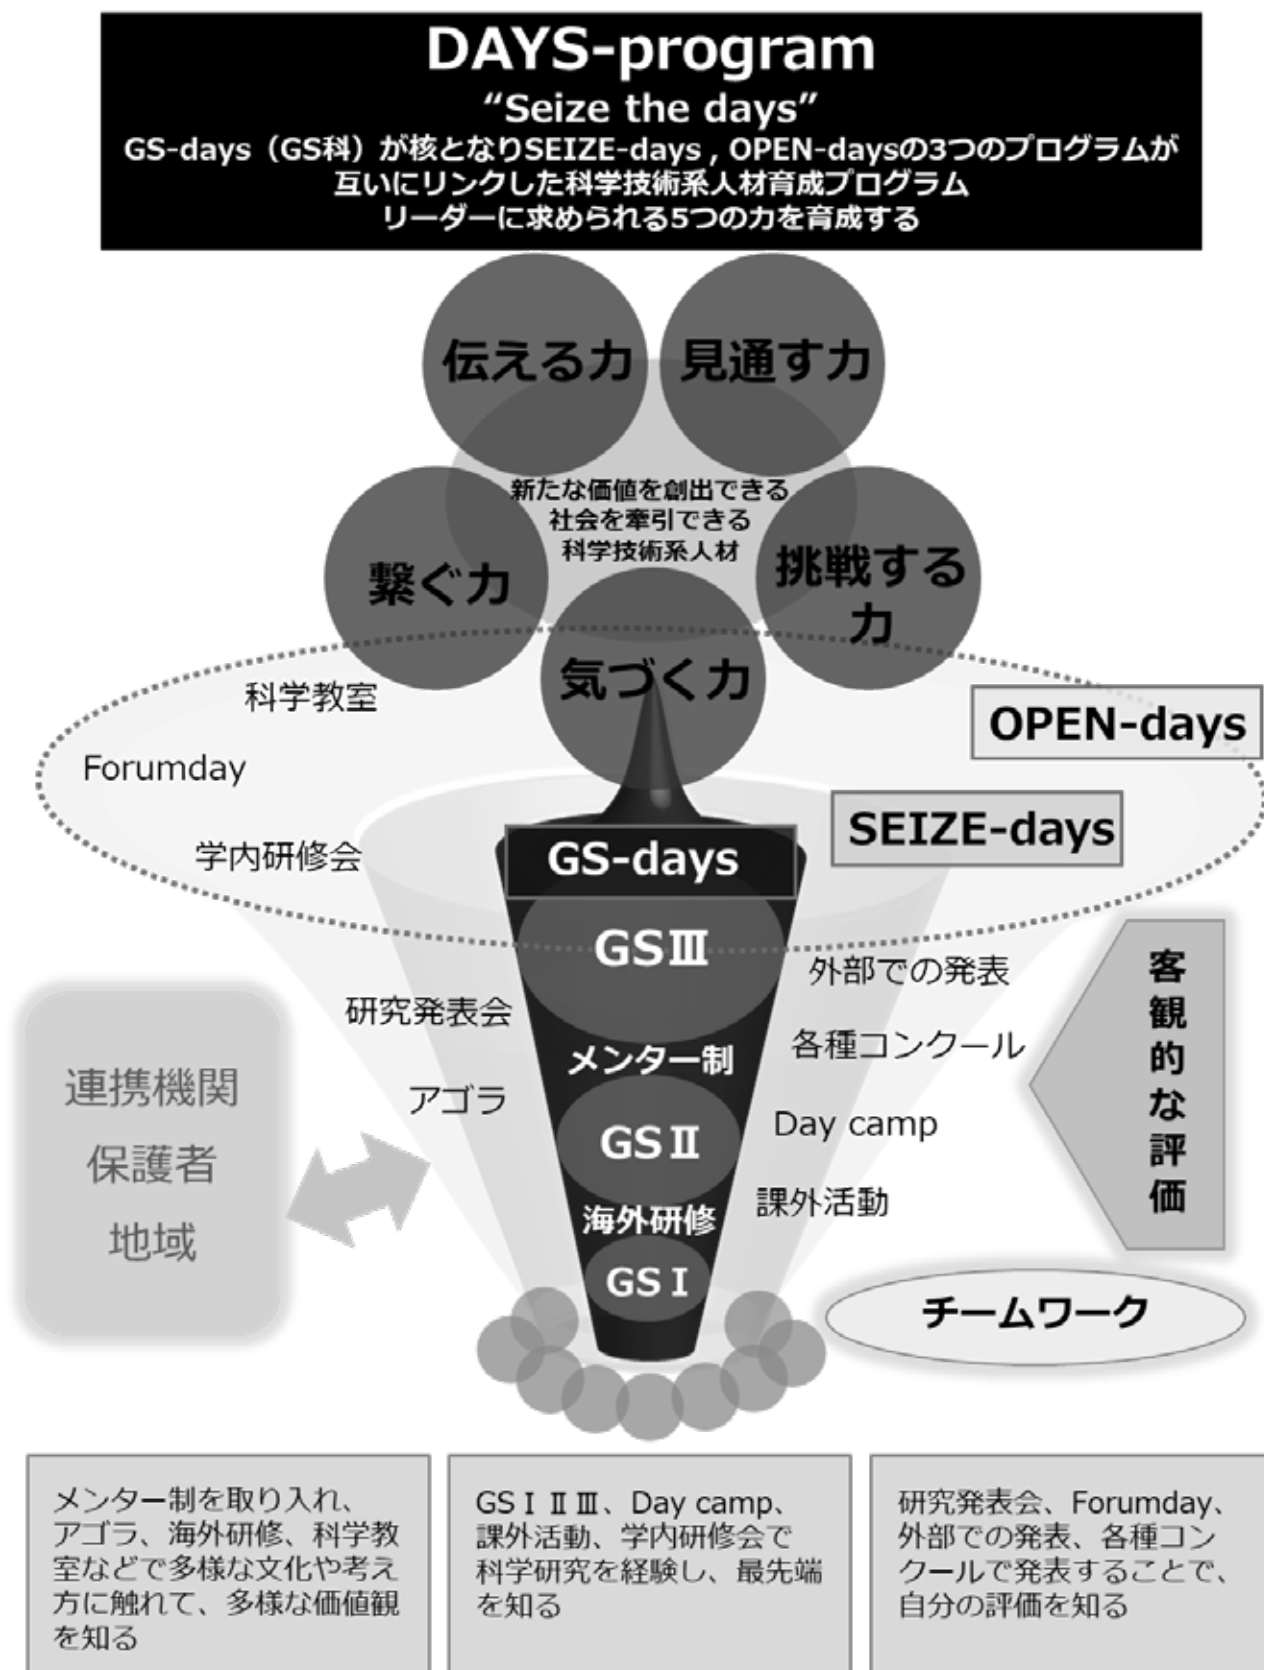 DAYS-program
“Seize the days”
GS-days（GS科）が核となりSEIZE-days , OPEN-daysの3つのプログラムが
互いにリンクした科学技術系人材育成プログラム
リーダーに求められる5つの力を育成する
伝える力
見通す力
新たな価値を創出できる
社会を牽引できる
科学技術系人材
繋ぐ力
挑戦する
力
気づく力
科学教室
OPEN-days
Forumday
SEIZE-days
学内研修会
GS-days
GSⅢ
外部での発表
研究発表会
各種コンクール
メンター制
アゴラ
Day camp
GSⅡ
課外活動
海外研修
GSⅠ
客観的な評価
連携機関
保護者
地域
チームワーク
メンター制を取り入れ、
アゴラ、海外研修、科学教
室などで多様な文化や考え
方に触れて、多様な価値観
を知る
GSⅠⅡⅢ、Day camp、
課外活動、学内研修会で
科学研究を経験し、最先端
を知る
研究発表会、Forumday、
外部での発表、各種コン
クールで発表することで、
自分の評価を知る